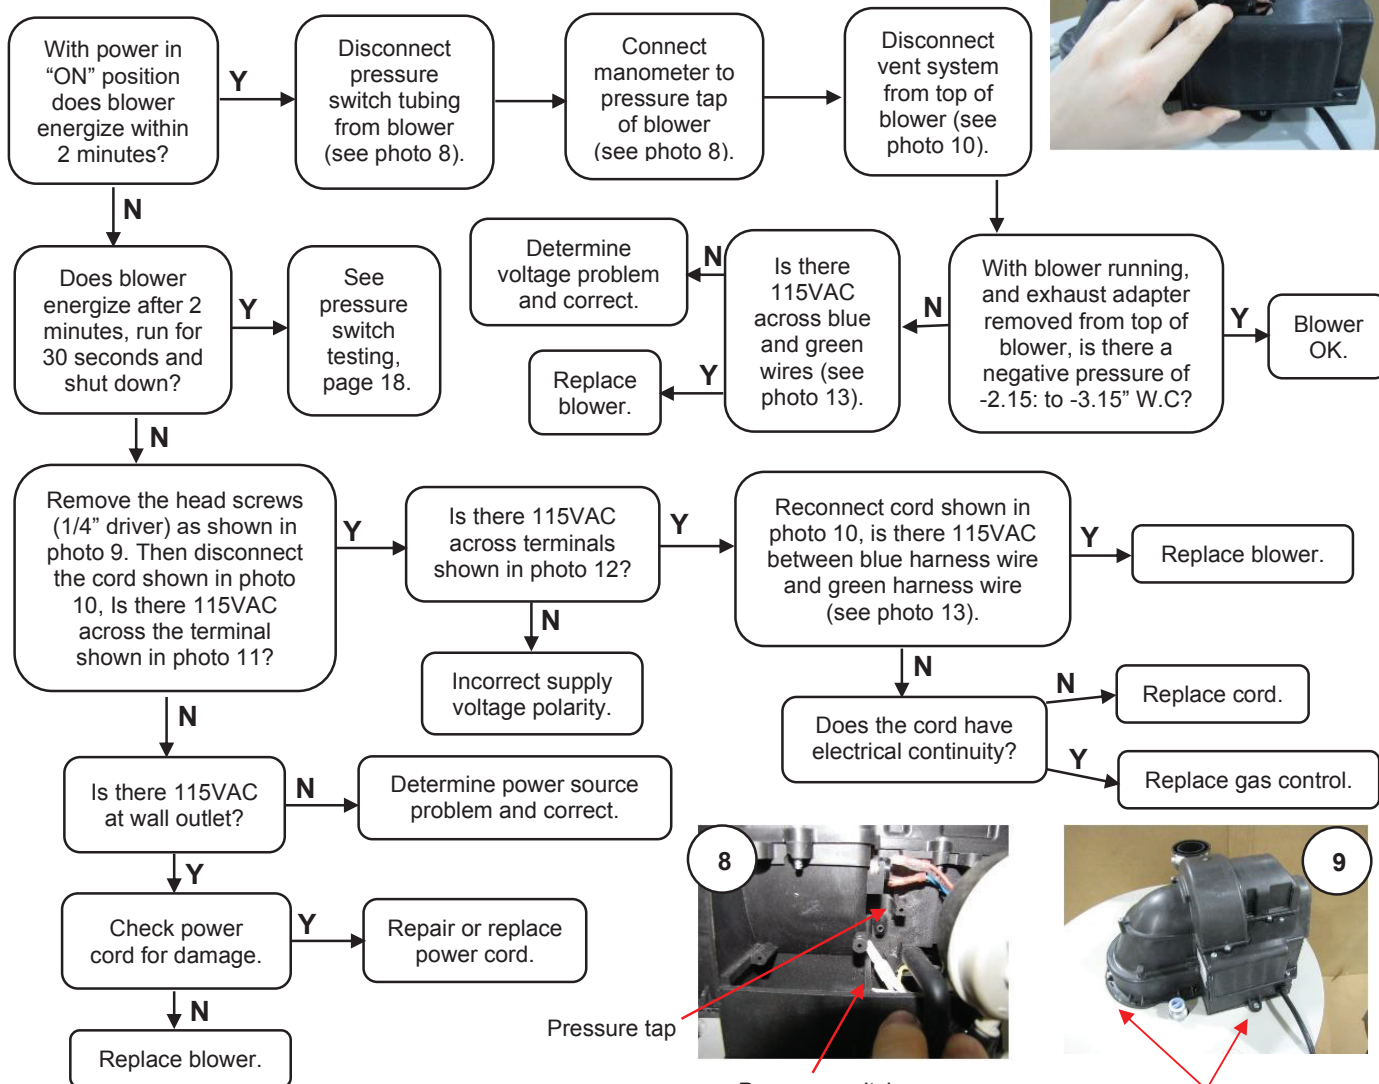 With power in
“ON” position
does blower
energize within
2 minutes?
Y
Disconnect
pressure
switch tubing
from blower
(see photo 8).
Connect
manometer to
pressure tap
of blower
(see photo 8).
Disconnect
vent system
from top of
blower (see
photo 10).
N
Does blower
energize after 2
minutes, run for
30 seconds and
shut down?
Y
See
pressure
switch
testing,
page 18.
Determine
voltage problem
and correct.
N
Is there
115VAC
across blue
and green
wires (see
photo 13).
Y
Replace
blower.
N
With blower running,
and exhaust adapter
removed from top of
blower, is there a
negative pressure of
-2.15: to -3.15” W.C?
Y
Blower
OK.
N
Remove the head screws
(1/4” driver) as shown in
photo 9. Then disconnect
the cord shown in photo
10, Is there 115VAC
across the terminal
shown in photo 11?
Y
Is there 115VAC
across terminals
shown in photo 12?
Y
Reconnect cord shown in
photo 10, is there 115VAC
between blue harness wire
and green harness wire
(see photo 13).
Y
Replace blower.
N
Incorrect supply
voltage polarity.
N
Does the cord have
electrical continuity?
N
Replace cord.
Y
Replace gas control.
N
Is there 115VAC
at wall outlet?
N
Determine power source
problem and correct.
Y
Check power
cord for damage.
Y
Repair or replace
power cord.
N
Replace blower.
8
9
Pressure tap